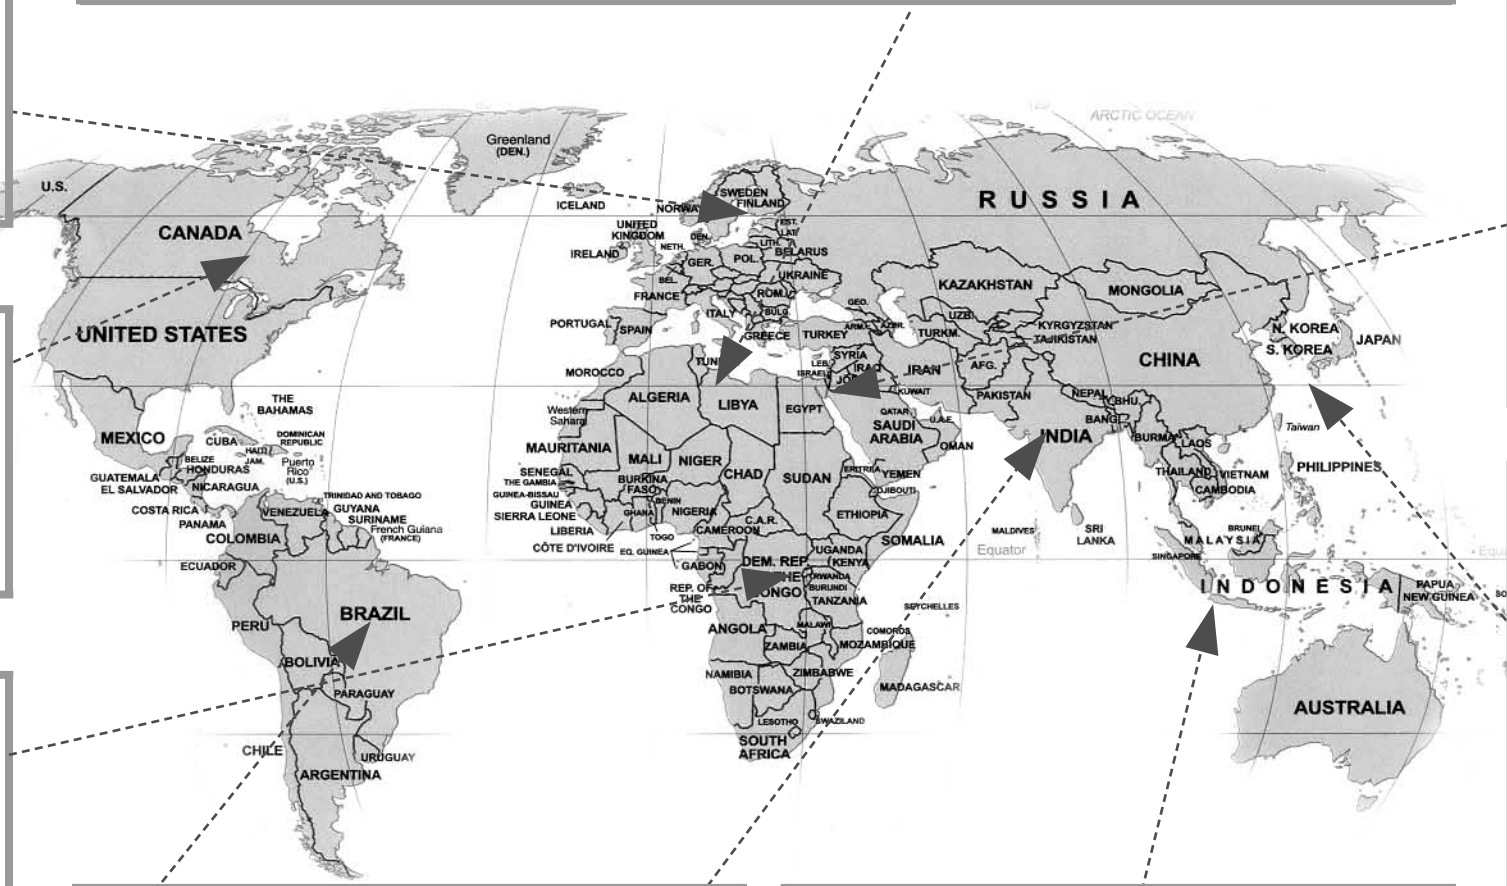 ARCTIC OCEAN
Greenland
(DEN.)
U.S.
ICELAND
SWEDEN
FINLAND
RUSSIA
CANADA
UNITED
KINGDOM
IRELAND
NETH.
DEN.
EST.
LAT.
LITH.
BELARUS
GER.
POL.
BEL.
UKRAINE
FRANCE
ROM.
BULG.
ITALY
GEO.
KAZAKHSTAN
MONGOLIA
UNITED STATES
PORTUGAL
SPAIN
GREECE
TURKEY
ARM.
AZER.
UZB.
TURKM.
KYRGYZSTAN
TAJIKISTAN
N. KOREA
S. KOREA
JAPAN
CHINA
SYRIA
LEB.
ISRAEL
IRAQ
IRAN
AFG.
KUWAIT
PAKISTAN
NEPAL
BHU.
MOROCCO
ALGERIA
LIBYA
EGYPT
Western
Sahara
QATAR
U.A.E.
SAUDI
ARABIA
OMAN
INDIA
BANG.
BURMA
LAOS
Taiwan
THE
BAHAMAS
MEXICO
CUBA
DOMINICAN
REPUBLIC
HAITI
JAM.
Puerto
Rico
(U.S.)
BELIZE
HONDURAS
GUATEMALA
EL SALVADOR
NICARAGUA
COSTA RICA
PANAMA
TRINIDAD AND TOBAGO
VENEZUELA
GUYANA
SURINAME
French Guiana
(FRANCE)
COLOMBIA
ECUADOR
MAURITANIA
MALI
NIGER
CHAD
SUDAN
ERITREA
YEMEN
DJIBOUTI
SENEGAL
THE GAMBIA
GUINEA-BISSAU
GUINEA
SIERRA LEONE
LIBERIA
CÔTE D'IVOIRE
BURKINA
FASO
BENIN
GHANA
TOGO
NIGERIA
CAMEROON
C.A.R.
ETHIOPIA
SOMALIA
EQ. GUINEA
GABON
REP. OF
THE
CONGO
DEM. REP.
UGANDA
KENYA
RWANDA
BURUNDI
TANZANIA
THAILAND
VIETNAM
CAMBODIA
PHILIPPINES
MALDIVES
SRI
LANKA
Equator
BRUNEI
MALAYSIA
SINGAPORE
INDONESIA
PAPUA
NEW GUINEA
SEYCHELLES
COMOROS
PERU
BRAZIL
BOLIVIA
PARAGUAY
CHILE
URUGUAY
ARGENTINA
ANGOLA
ZAMBIA
MALAWI
MOZAMBIQUE
NAMIBIA
ZIMBABWE
BOTSWANA
MADAGASCAR
LESOTHO
SWAZILAND
SOUTH
AFRICA
AUSTRALIA